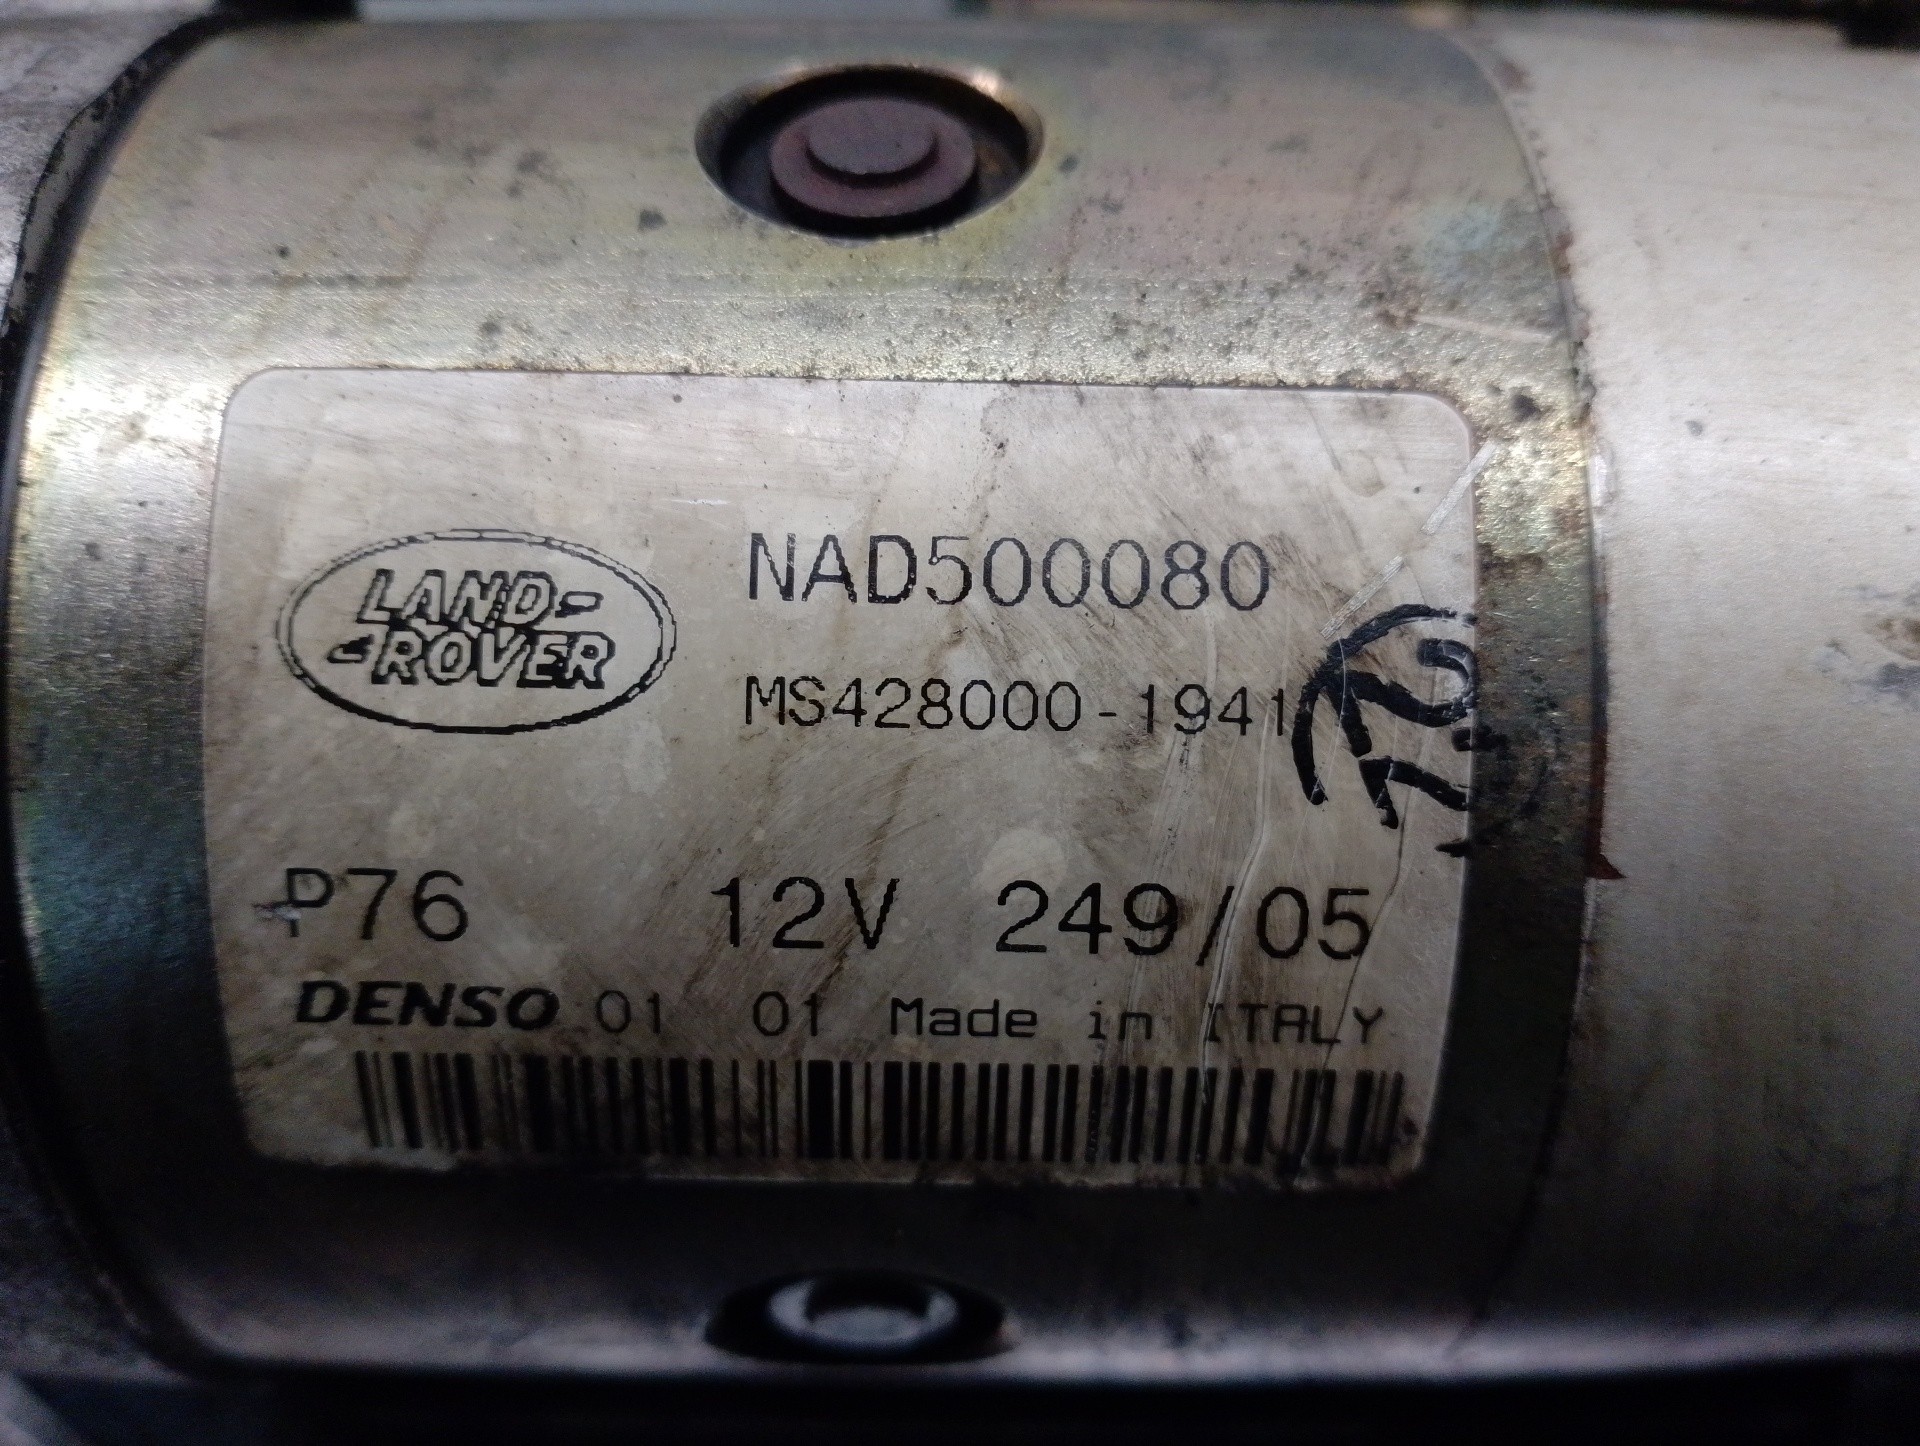 LAND-
-ROVER
NAD500080
MS428000-1941
P76 12V 249/05
DENSO 01 01 Made in ITALY